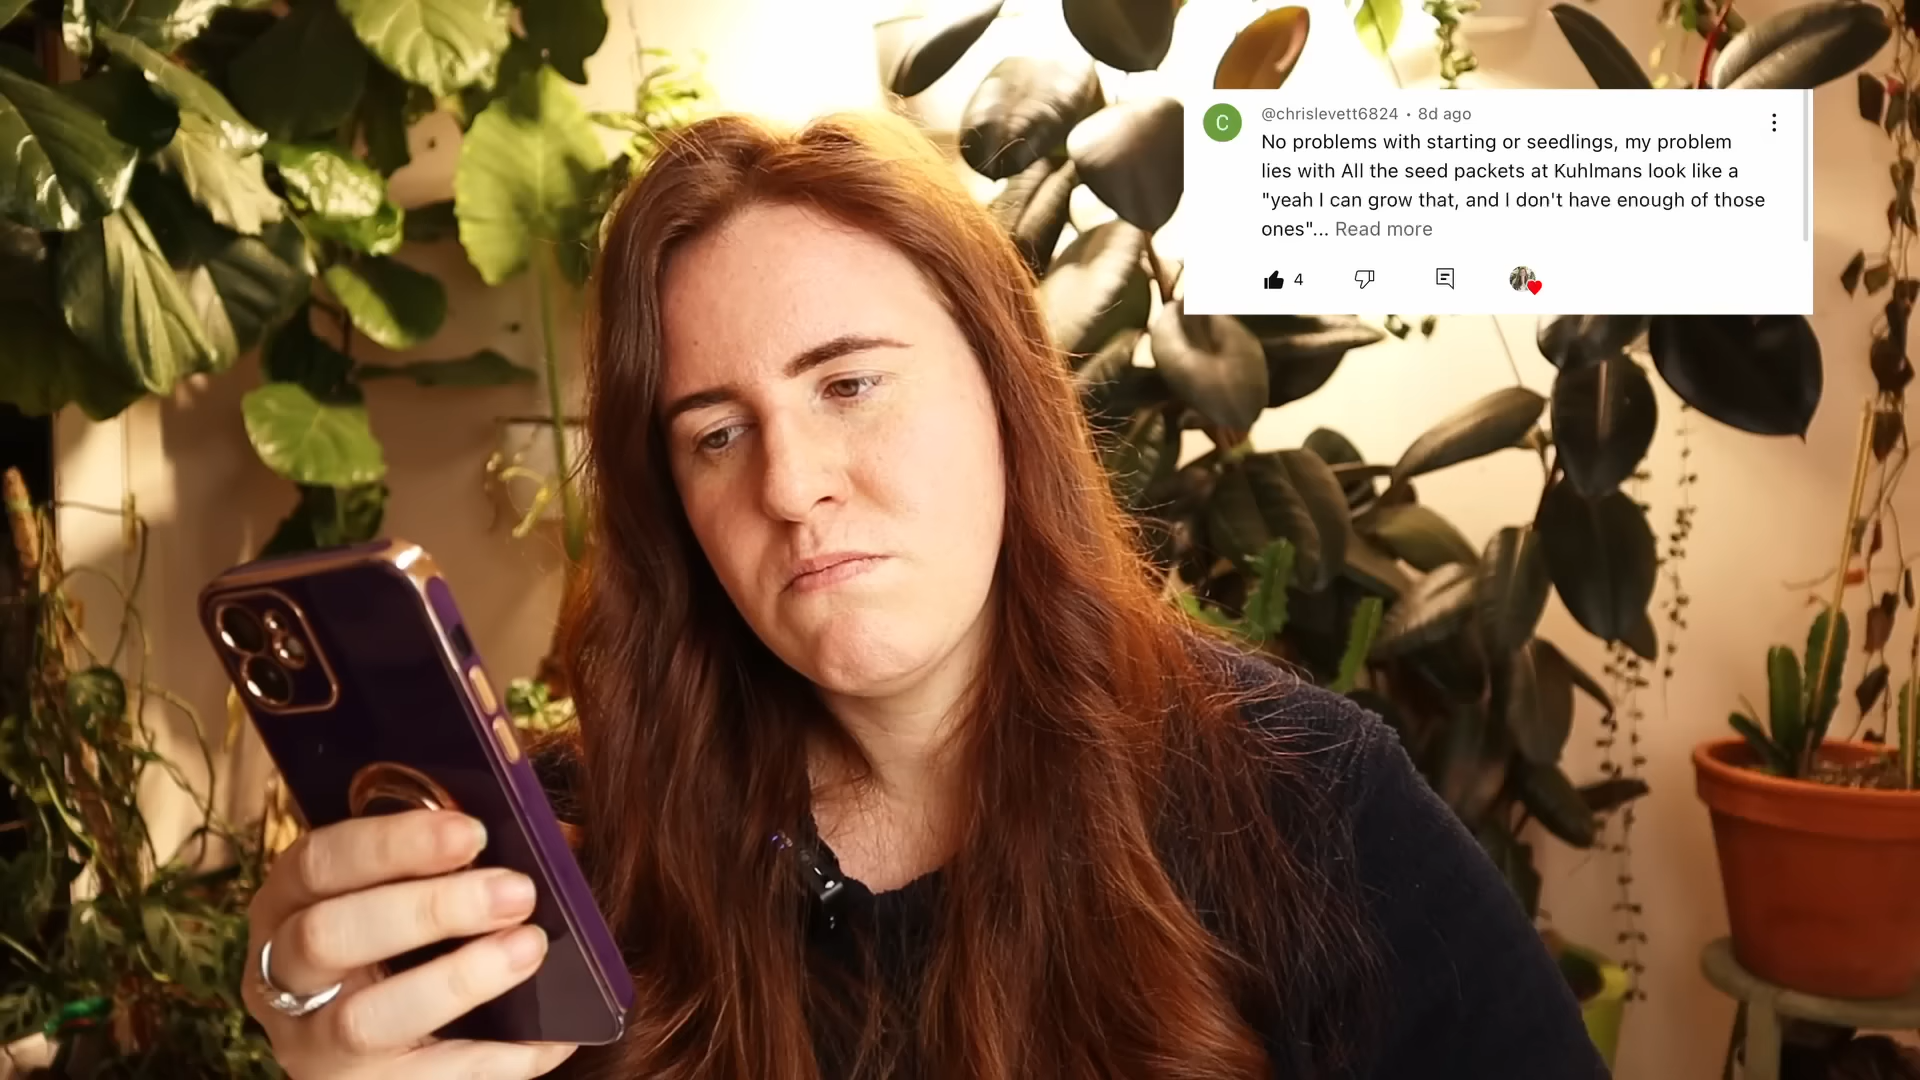 C
@chrislevett6824 • 8d ago
No problems with starting or seedlings, my problem
lies with All the seed packets at Kuhlmans look like a
"yeah I can grow that, and I don't have enough of those
ones"... Read more
4